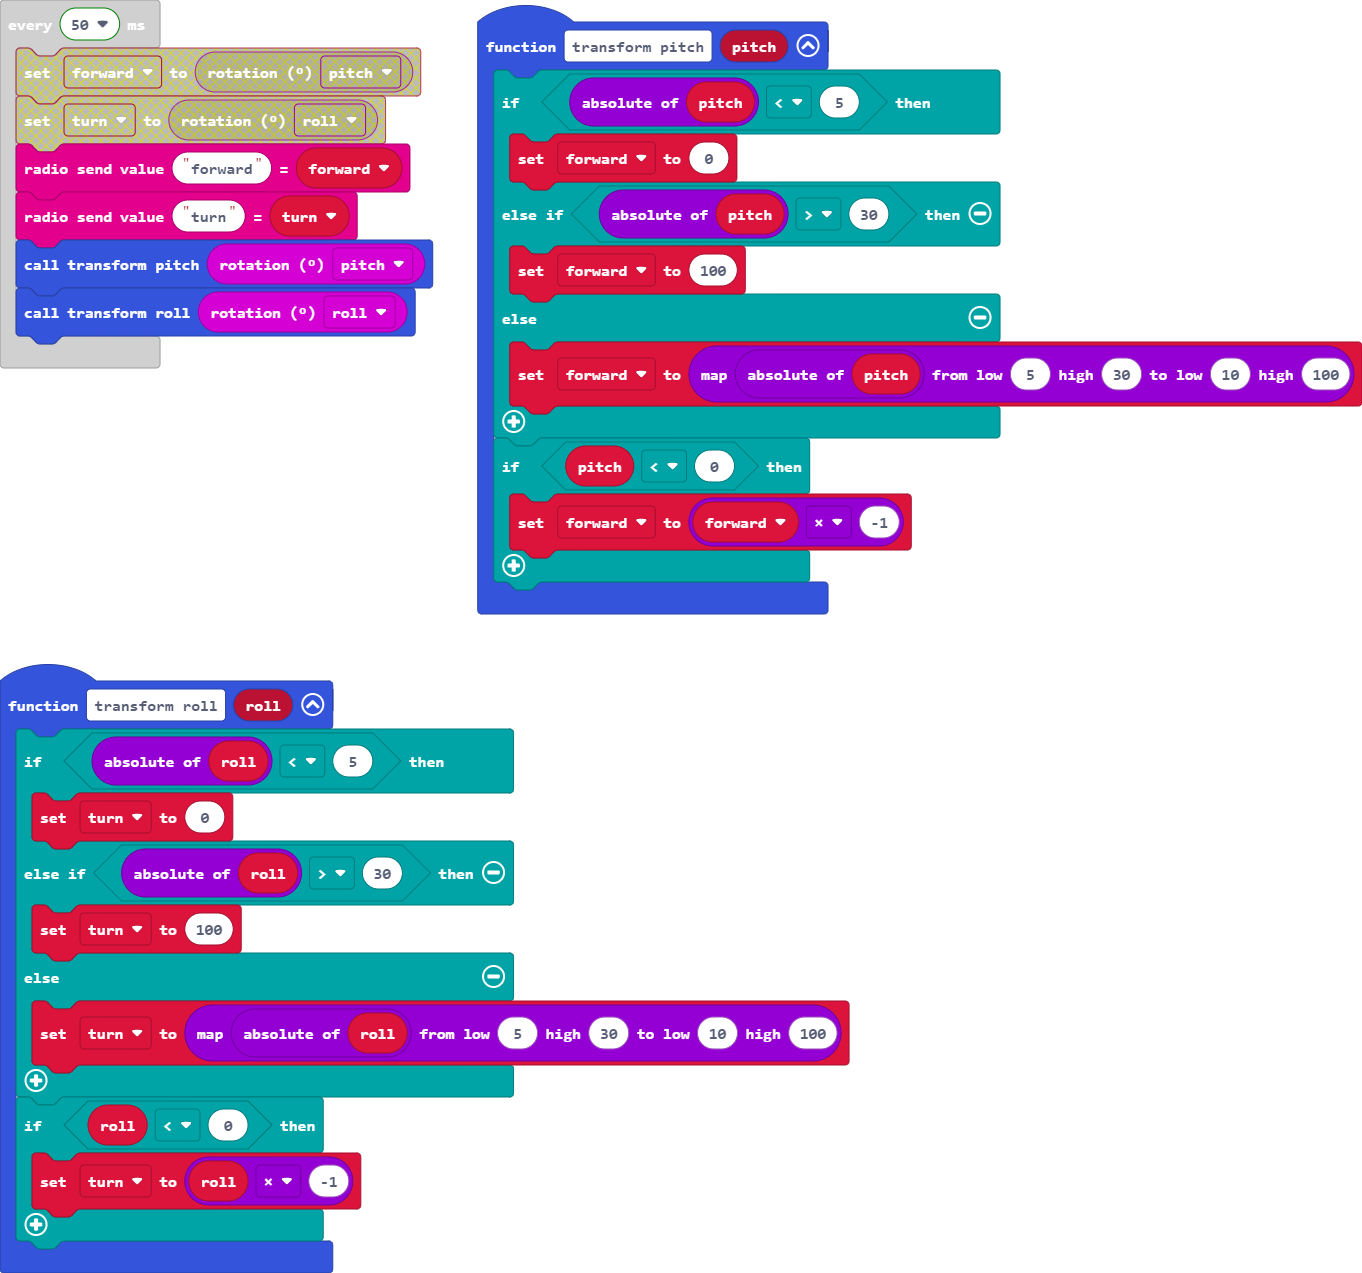 every 50 ms
set forward to rotation (°) pitch
set turn to rotation (°) roll
radio send value "forward" = forward
radio send value "turn" = turn
call transform pitch rotation (°) pitch
call transform roll rotation (°) roll
function transform pitch pitch
if absolute of pitch < 5 then
set forward to 0
else if absolute of pitch > 30 then
set forward to 100
else
set forward to map absolute of pitch from low 5 high 30 to low 10 high 100
if pitch < 0 then
set forward to forward × -1
function transform roll roll
if absolute of roll < 5 then
set turn to 0
else if absolute of roll > 30 then
set turn to 100
else
set turn to map absolute of roll from low 5 high 30 to low 10 high 100
if roll < 0 then
set turn to roll × -1